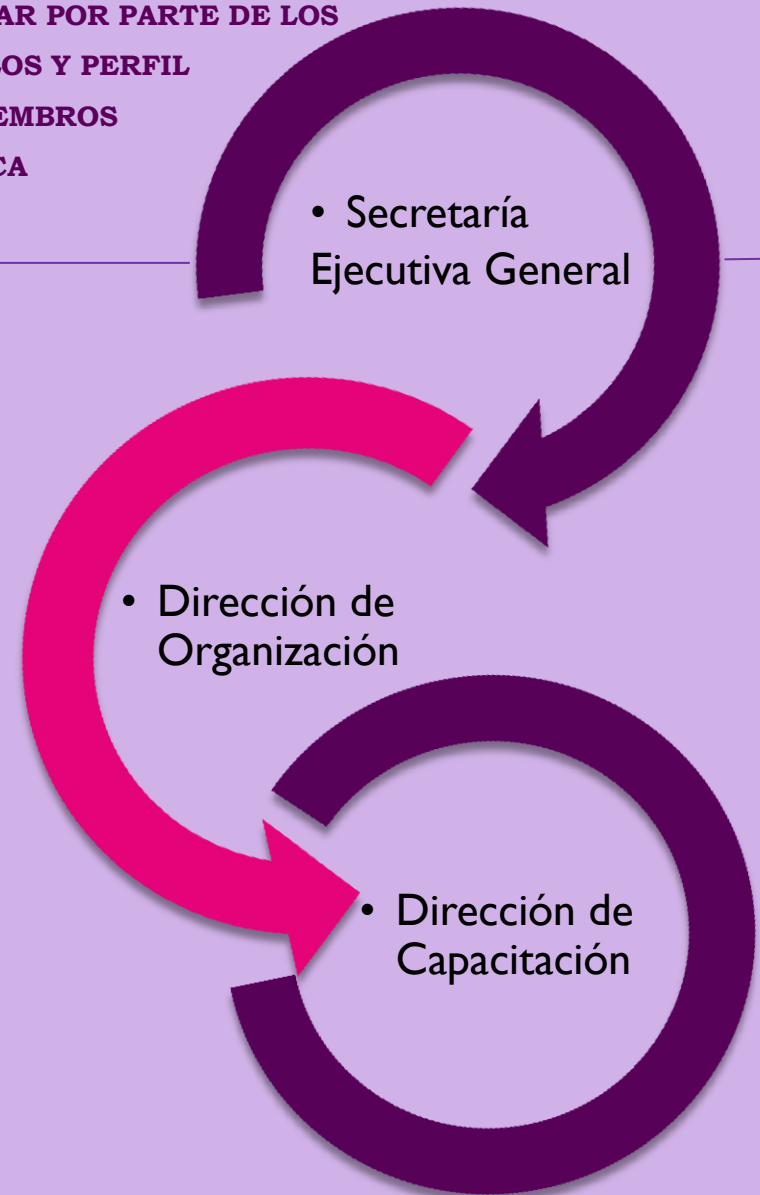 AR POR PARTE DE LOS
OS Y PERFIL
EMBROS
CA
• Secretaría
Ejecutiva General
• Dirección de
Organización
• Dirección de
Capacitación